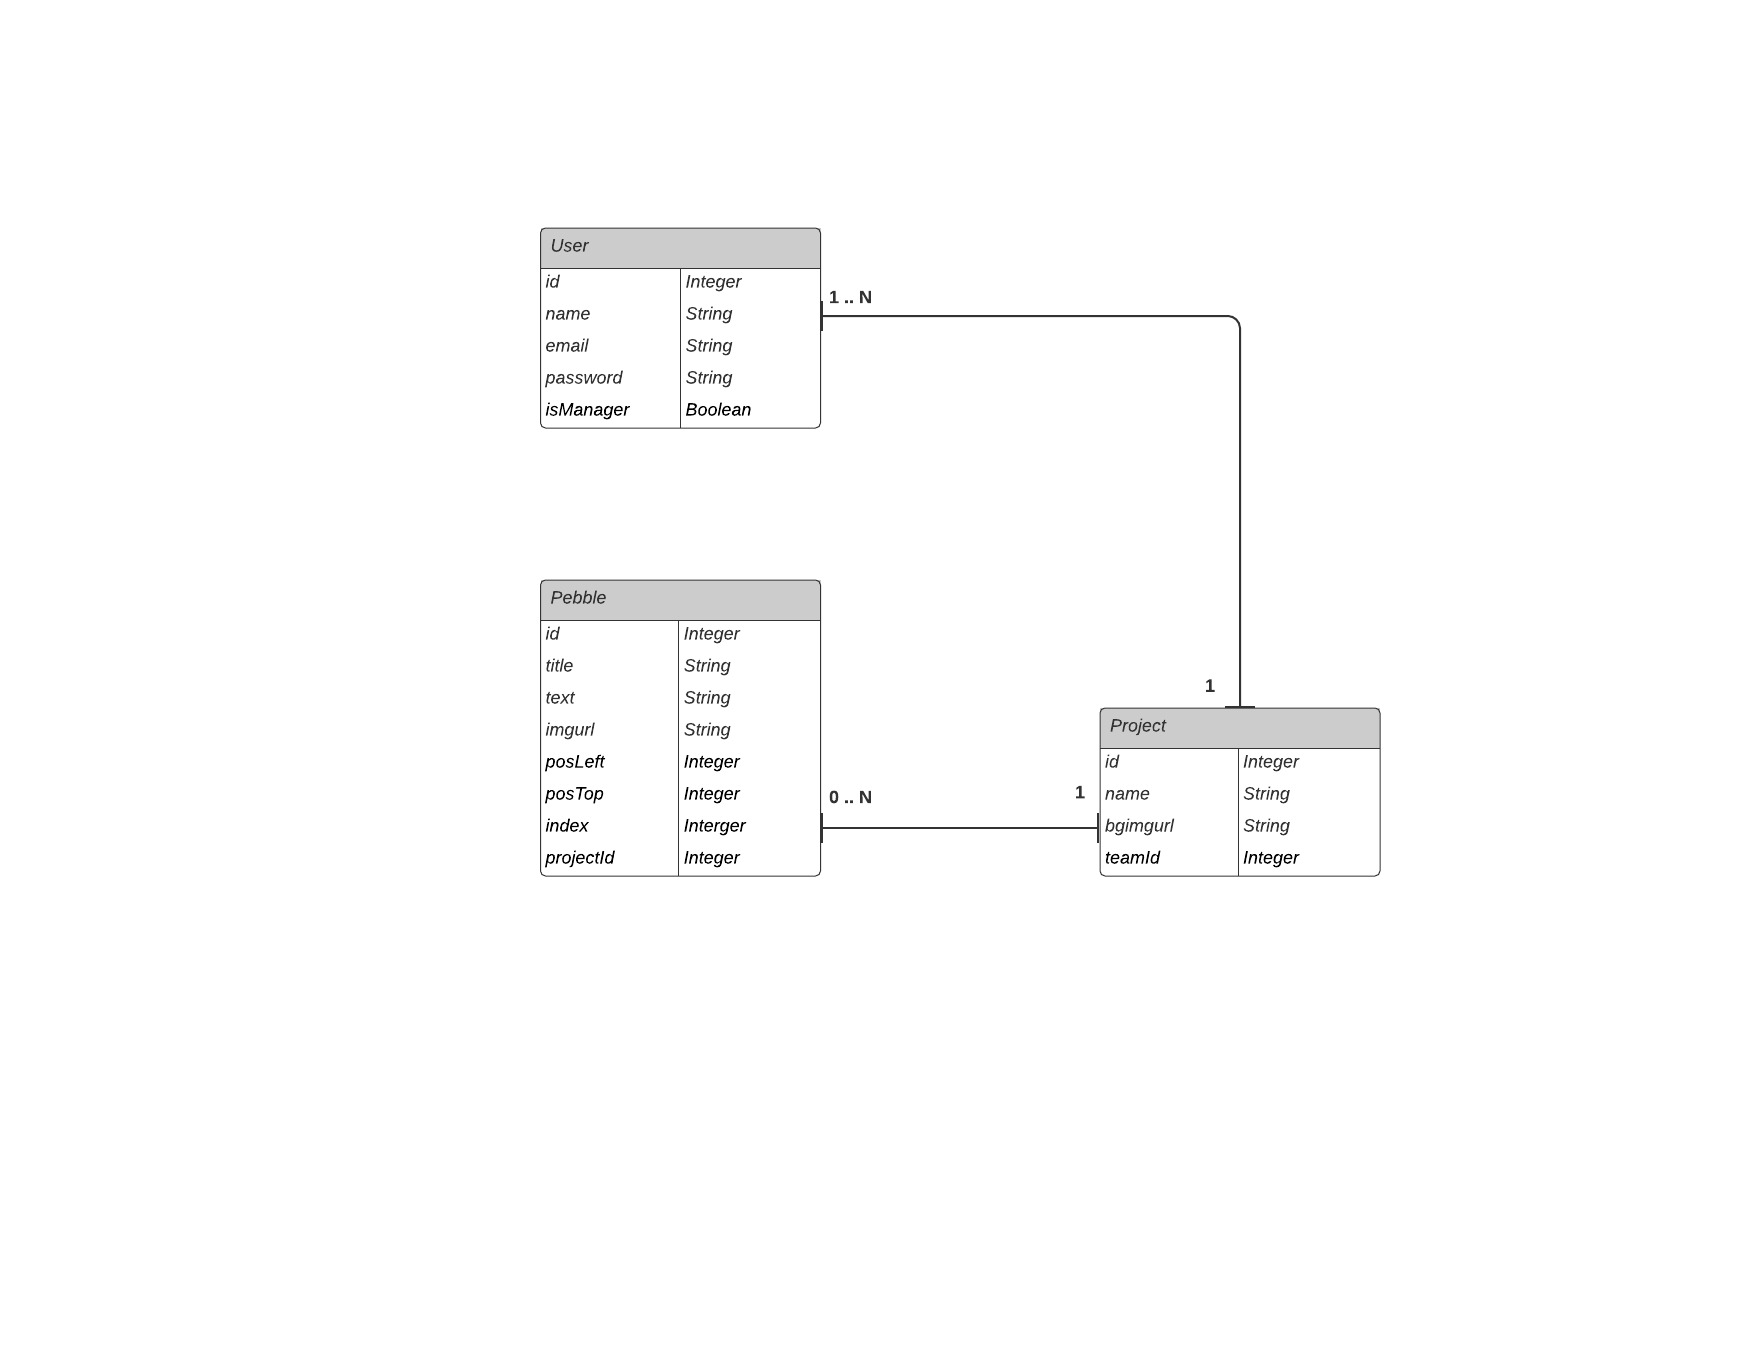 User
id Integer
1 .. N
name String
email String
password String
isManager Boolean
Pebble
id Integer
title String
text String
imgurl String
posLeft Integer
posTop Integer
0 .. N
index Interger
projectId Integer
1
1
Project
id Integer
name String
bgimgurl String
teamId Integer